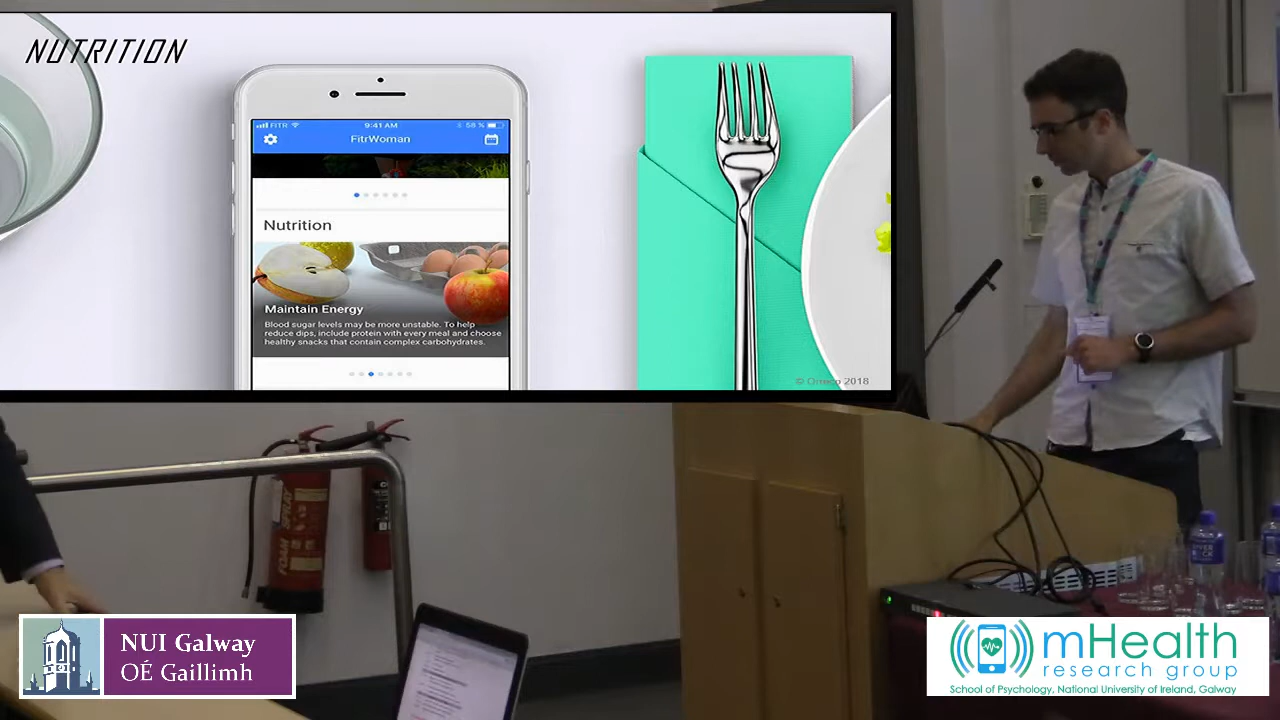 NUTRITION
FITR
9:41 AM
58 %
FitrWoman
Nutrition
Maintain Energy
Blood sugar levels may be more unstable. To help
reduce dips, include protein with every meal and choose
healthy snacks that contain complex carbohydrates.
© Orreco 2018
FOAM SPRAY
NUI Galway
OÉ Gaillimh
mHealth
research group
School of Psychology, National University of Ireland, Galway